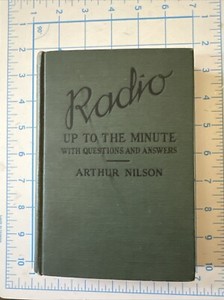 Radio
UP TO THE MINUTE
WITH QUESTIONS AND ANSWERS
ARTHUR NILSON